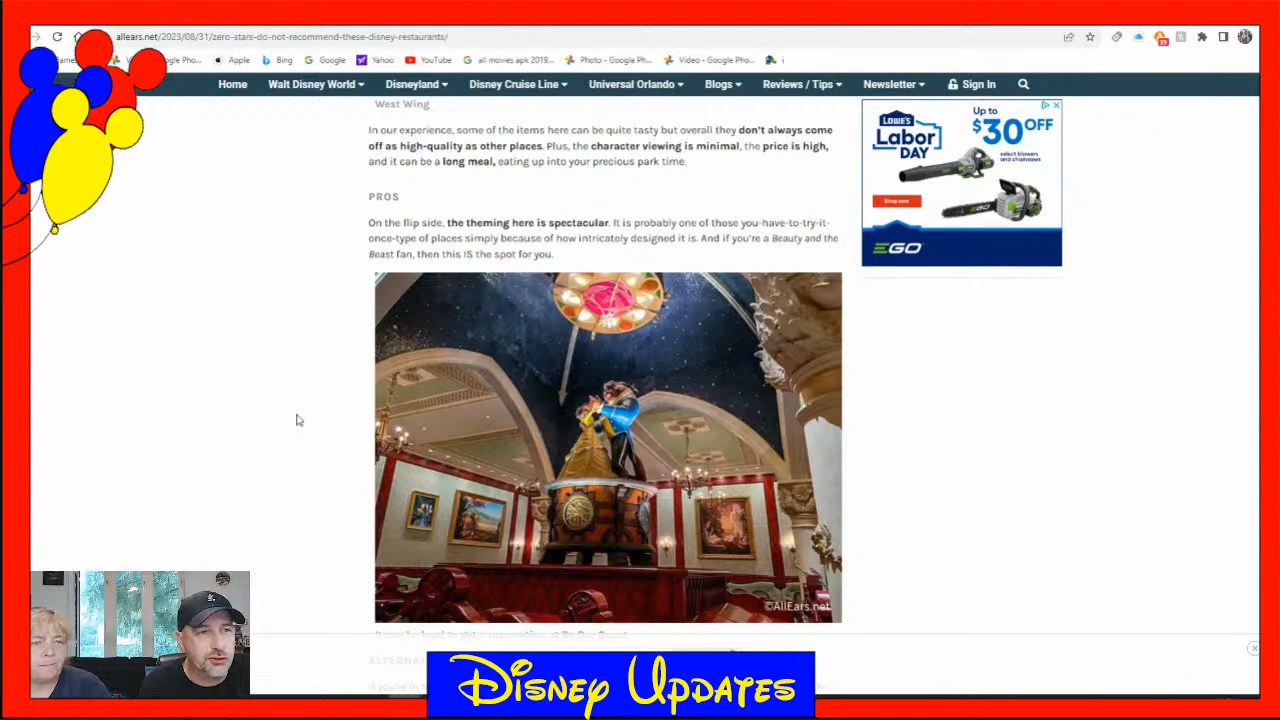 allears.net/2023/08/31/zero-stars-do-not-recommend-these-disney-restaurants/
Pho... Apple Bing Google Yahoo YouTube all movies apk 2019... Photo - Google Ph... Video - Google Pho...
Home Walt Disney World Disneyland Disney Cruise Line Universal Orlando Blogs Reviews / Tips Newsletter Sign In
West Wing
In our experience, some of the items here can be quite tasty but overall they don't always come
off as high-quality as other places. Plus, the character viewing is minimal, the price is high,
and it can be a long meal, eating up into your precious park time.
PROS
On the flip side, the theming here is spectacular. It is probably one of those you-have-to-try-it-
once-type of places simply because of how intricately designed it is. And if you're a Beauty and the
Beast fan, then this IS the spot for you.
©AllEars.net
LOWE'S
Labor
DAY
Up to
$30 OFF
select blowers
and chainsaws
Shop now
EGO
EGO
DISNEY UPDATES